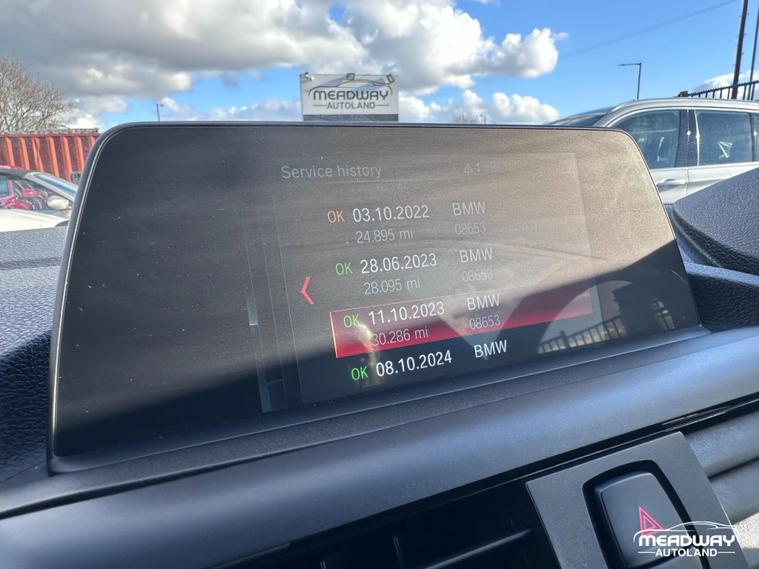 MEADWAY
AUTOLAND
Service history
OK 03.10.2022 BMW
24.895 mi 08653
OK 28.06.2023 BMW
28.095 mi 08653
OK 11.10.2023 BMW
30.286 mi 08653
OK 08.10.2024 BMW
MEADWAY
AUTOLAND